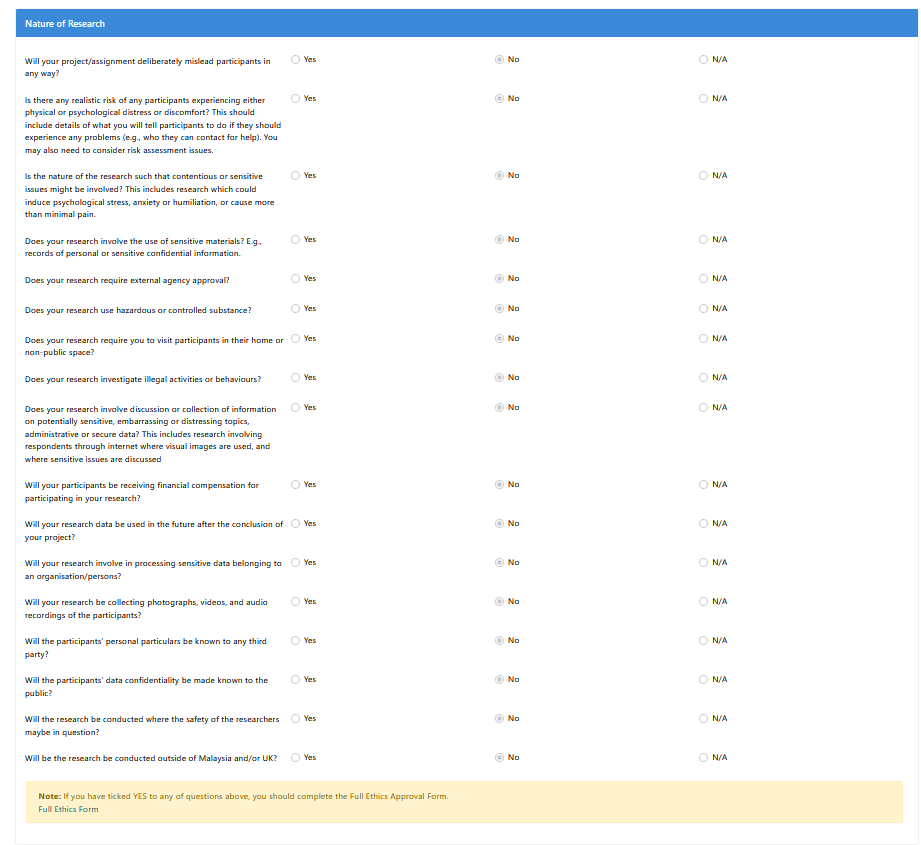 Nature of Research
Will your project/assignment deliberately mislead participants in
any way?
Yes
No
N/A
Is there any realistic risk of any participants experiencing either
physical or psychological distress or discomfort? This should
include details of what you will tell participants to do if they should
experience any problems (e.g., who they can contact for help). You
may also need to consider risk assessment issues.
Yes
No
N/A
Is the nature of the research such that contentious or sensitive
issues might be involved? This includes research which could
induce psychological stress, anxiety or humiliation, or cause more
than minimal pain.
Yes
No
N/A
Does your research involve the use of sensitive materials? E.g.,
records of personal or sensitive confidential information.
Yes
No
N/A
Does your research require external agency approval?
Yes
No
N/A
Does your research use hazardous or controlled substance?
Yes
No
N/A
Does your research require you to visit participants in their home or
non-public space?
Yes
No
N/A
Does your research investigate illegal activities or behaviours?
Yes
No
N/A
Does your research involve discussion or collection of information
on potentially sensitive, embarrassing or distressing topics,
administrative or secure data? This includes research involving
respondents through internet where visual images are used, and
where sensitive issues are discussed
Yes
No
N/A
Will your participants be receiving financial compensation for
participating in your research?
Yes
No
N/A
Will your research data be used in the future after the conclusion of
your project?
Yes
No
N/A
Will your research involve in processing sensitive data belonging to
an organisation/persons?
Yes
No
N/A
Will your research be collecting photographs, videos, and audio
recordings of the participants?
Yes
No
N/A
Will the participants' personal particulars be known to any third
party?
Yes
No
N/A
Will the participants' data confidentiality be made known to the
public?
Yes
No
N/A
Will the research be conducted where the safety of the researchers
maybe in question?
Yes
No
N/A
Will be the research be conducted outside of Malaysia and/or UK?
Yes
No
N/A
Note: If you have ticked YES to any of questions above, you should complete the Full Ethics Approval Form.
Full Ethics Form